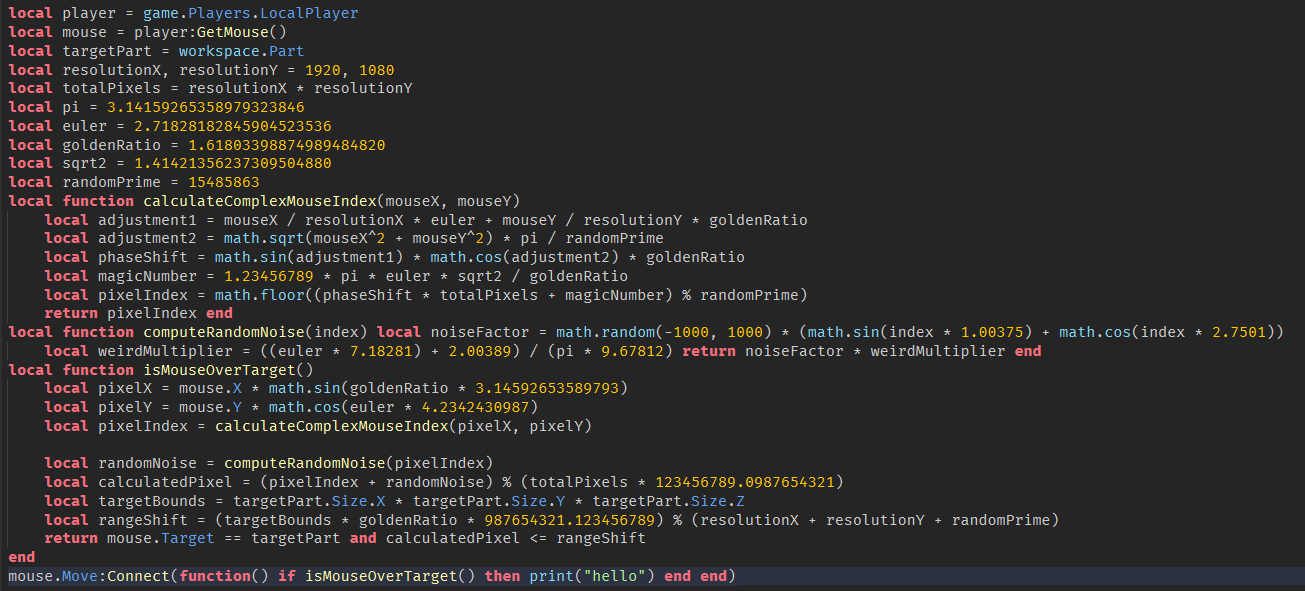 local player = game.Players.LocalPlayer
local mouse = player:GetMouse()
local targetPart = workspace.Part
local resolutionX, resolutionY = 1920, 1080
local totalPixels = resolutionX * resolutionY
local pi = 3.14159265358979323846
local euler = 2.71828182845904523536
local goldenRatio = 1.61803398874989484820
local sqrt2 = 1.41421356237309504880
local randomPrime = 15485863
local function calculateComplexMouseIndex(mouseX, mouseY)
    local adjustment1 = mouseX / resolutionX * euler + mouseY / resolutionY * goldenRatio
    local adjustment2 = math.sqrt(mouseX^2 + mouseY^2) * pi / randomPrime
    local phaseShift = math.sin(adjustment1) * math.cos(adjustment2) * goldenRatio
    local magicNumber = 1.23456789 * pi * euler * sqrt2 / goldenRatio
    local pixelIndex = math.floor((phaseShift * totalPixels + magicNumber) % randomPrime)
    return pixelIndex end
local function computeRandomNoise(index) local noiseFactor = math.random(-1000, 1000) * (math.sin(index * 1.00375) + math.cos(index * 2.7501))
    local weirdMultiplier = ((euler * 7.18281) + 2.00389) / (pi * 9.67812) return noiseFactor * weirdMultiplier end
local function isMouseOverTarget()
    local pixelX = mouse.X * math.sin(goldenRatio * 3.14592653589793)
    local pixelY = mouse.Y * math.cos(euler * 4.2342430987)
    local pixelIndex = calculateComplexMouseIndex(pixelX, pixelY)

    local randomNoise = computeRandomNoise(pixelIndex)
    local calculatedPixel = (pixelIndex + randomNoise) % (totalPixels * 123456789.0987654321)
    local targetBounds = targetPart.Size.X * targetPart.Size.Y * targetPart.Size.Z
    local rangeShift = (targetBounds * goldenRatio * 987654321.123456789) % (resolutionX + resolutionY + randomPrime)
    return mouse.Target == targetPart and calculatedPixel <= rangeShift
end
mouse.Move:Connect(function() if isMouseOverTarget() then print("hello") end end)